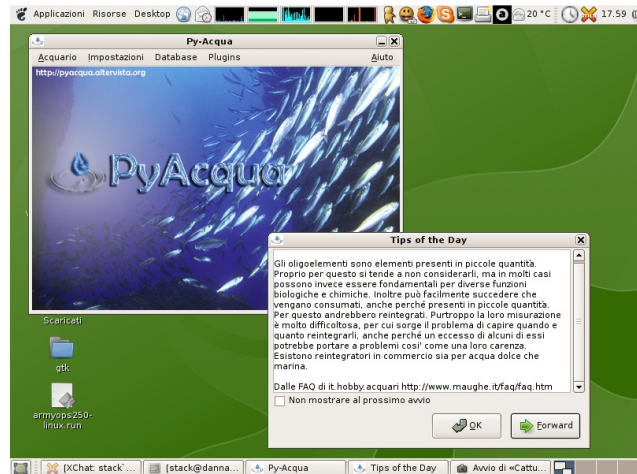 Applicazioni Risorse Desktop 20 °C 17.59
Py-Acqua
Acquario Impostazioni Database Plugins Aiuto
http://pyacqua.altervista.org
PyAcqua
Tips of the Day
Gli oligoelementi sono elementi presenti in piccole quantità.
Proprio per questo si tende a non considerarli, ma in molti casi
possono invece essere fondamentali per diverse funzioni
biologiche e chimiche. Inoltre può facilmente succedere che
vengano consumati, anche perché presenti in piccole quantità.
Per questo andrebbero reintegrati. Purtroppo la loro misurazione
è molto difficoltosa, per cui sorge il problema di capire quando e
quanto reintegrarli, anche perché un eccesso di alcuni di essi
potrebbe portare a problemi cosi' come una loro carenza.
Esistono reintegratori in commercio sia per acqua dolce che
marina.
Dalle FAQ di it.hobby.acquari http://www.maughe.it/faq/faq.htm
Non mostrare al prossimo avvio
OK Forward
Scaricati
gtk
armyops250-
linux.run
[XChat: stack`... [stack@danna... Py-Acqua Tips of the Day Avvio di «Cattu...